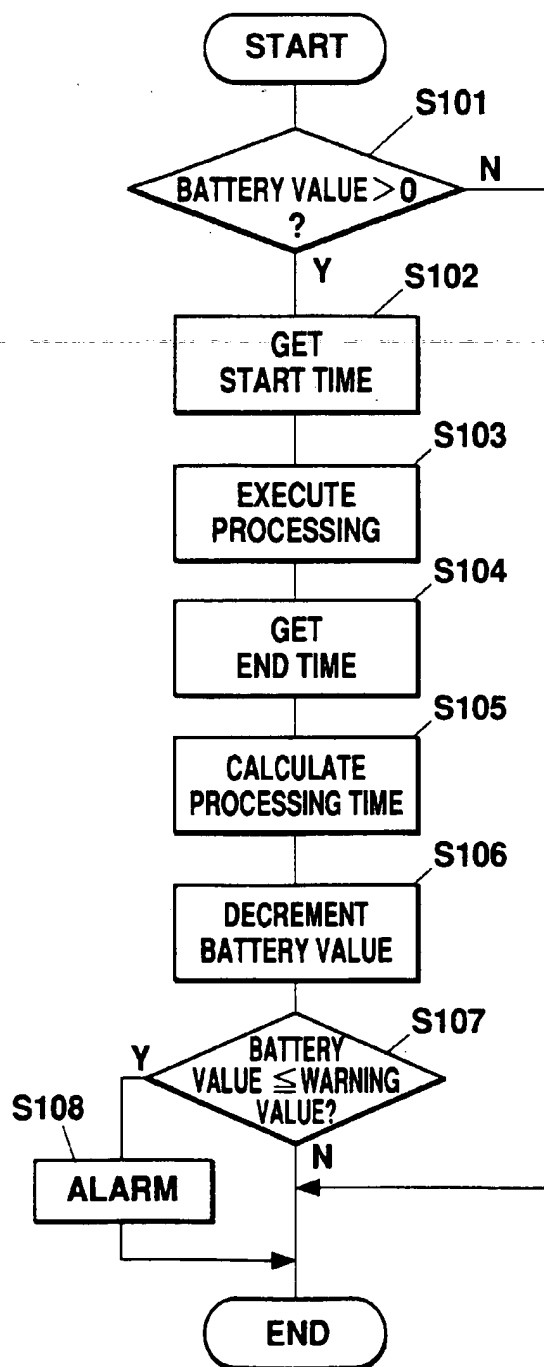 START
S101
BATTERY VALUE > 0
?
N
Y
S102
GET
START TIME
S103
EXECUTE
PROCESSING
S104
GET
END TIME
S105
CALCULATE
PROCESSING TIME
S106
DECREMENT
BATTERY VALUE
S107
BATTERY
VALUE ≦ WARNING
VALUE?
Y
N
S108
ALARM
END